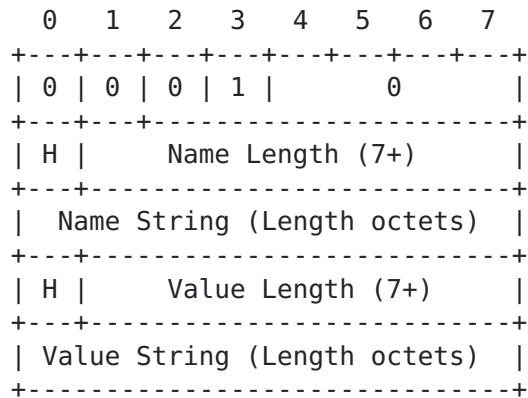 0   1   2   3   4   5   6   7
+---+---+---+---+---+---+---+---+
| 0 | 0 | 0 | 1 |       0       |
+---+---+-----------------------+
| H |     Name Length (7+)      |
+---+---------------------------+
|  Name String (Length octets)  |
+---+---------------------------+
| H |     Value Length (7+)     |
+---+---------------------------+
| Value String (Length octets)  |
+-------------------------------+